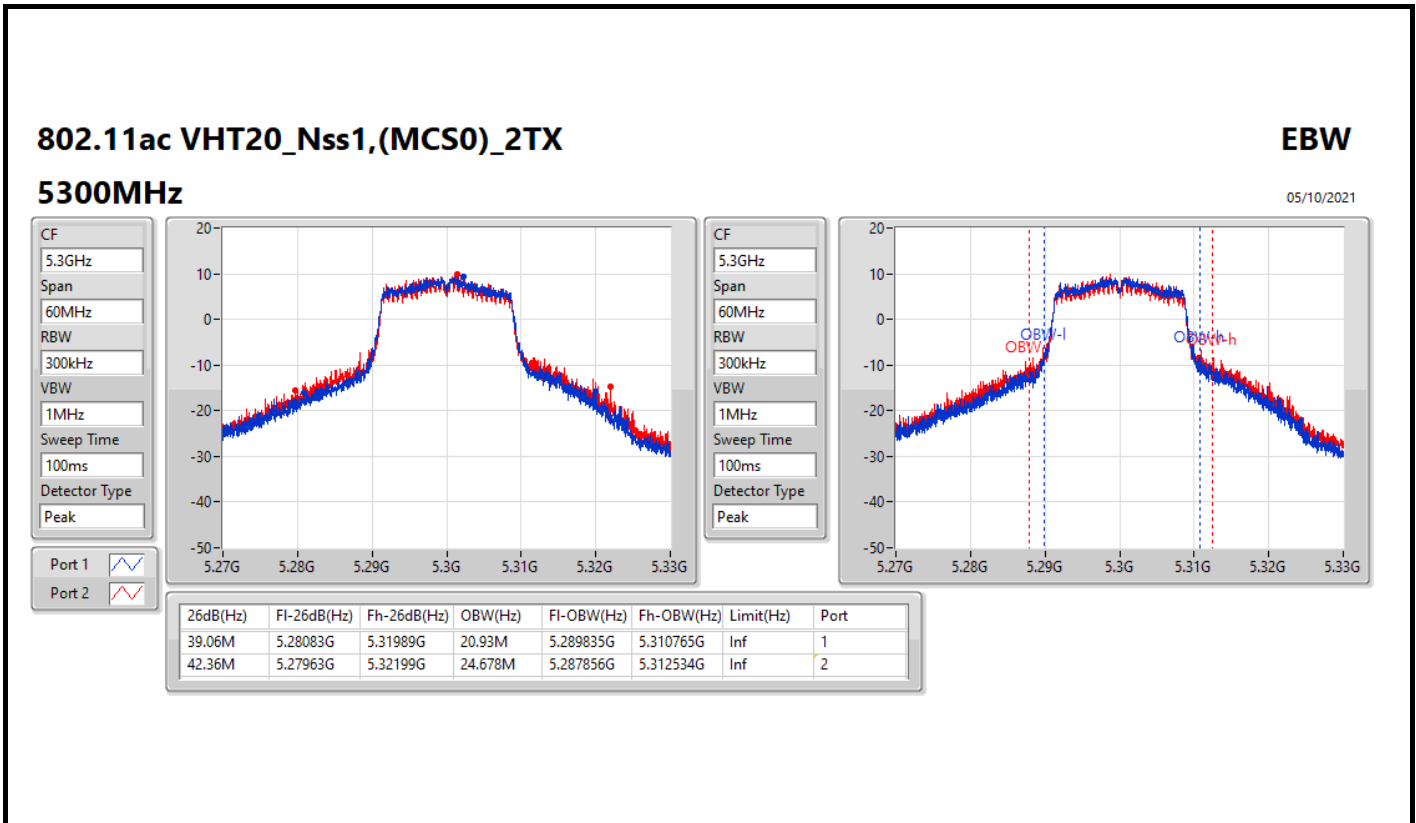 802.11ac VHT20_Nss1,(MCS0)_2TX
EBW
5300MHz
05/10/2021
CF
5.3GHz
Span
60MHz
RBW
300kHz
VBW
1MHz
Sweep Time
100ms
Detector Type
Peak
Port 1
Port 2
20
10
0
-10
-20
-30
-40
-50
5.27G 5.28G 5.29G 5.3G 5.31G 5.32G 5.33G
CF
5.3GHz
Span
60MHz
RBW
300kHz
VBW
1MHz
Sweep Time
100ms
Detector Type
Peak
20
10
0
-10
-20
-30
-40
-50
OBW-l
OBW
OBW-h
5.27G 5.28G 5.29G 5.3G 5.31G 5.32G 5.33G
26dB(Hz) Fl-26dB(Hz) Fh-26dB(Hz) OBW(Hz) Fl-OBW(Hz) Fh-OBW(Hz) Limit(Hz) Port
39.06M 5.28083G 5.31989G 20.93M 5.289835G 5.310765G Inf 1
42.36M 5.27963G 5.32199G 24.678M 5.287856G 5.312534G Inf 2